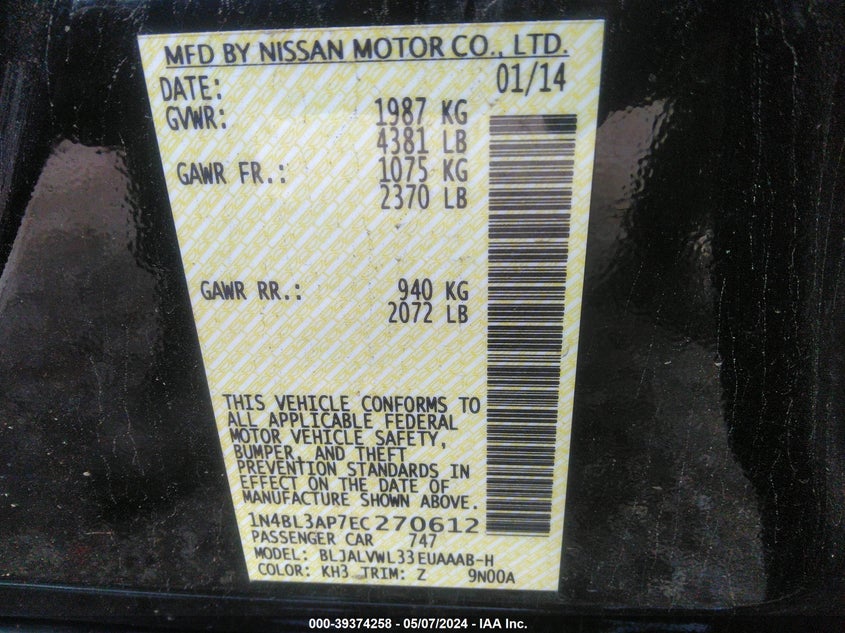 MFD BY NISSAN MOTOR CO., LTD.
DATE: 01/14
GVWR: 1987 KG
4381 LB
GAWR FR.: 1075 KG
2370 LB
GAWR RR.: 940 KG
2072 LB
THIS VEHICLE CONFORMS TO
ALL APPLICABLE FEDERAL
MOTOR VEHICLE SAFETY,
BUMPER, AND THEFT
PREVENTION STANDARDS IN
EFFECT ON THE DATE OF
MANUFACTURE SHOWN ABOVE.
1N4BL3AP7EC270612
PASSENGER CAR 747
MODEL: BLJALVWL33EUAAAB-H
COLOR: KH3 TRIM: Z 9N00A
000-39374258 - 05/07/2024 - IAA Inc.